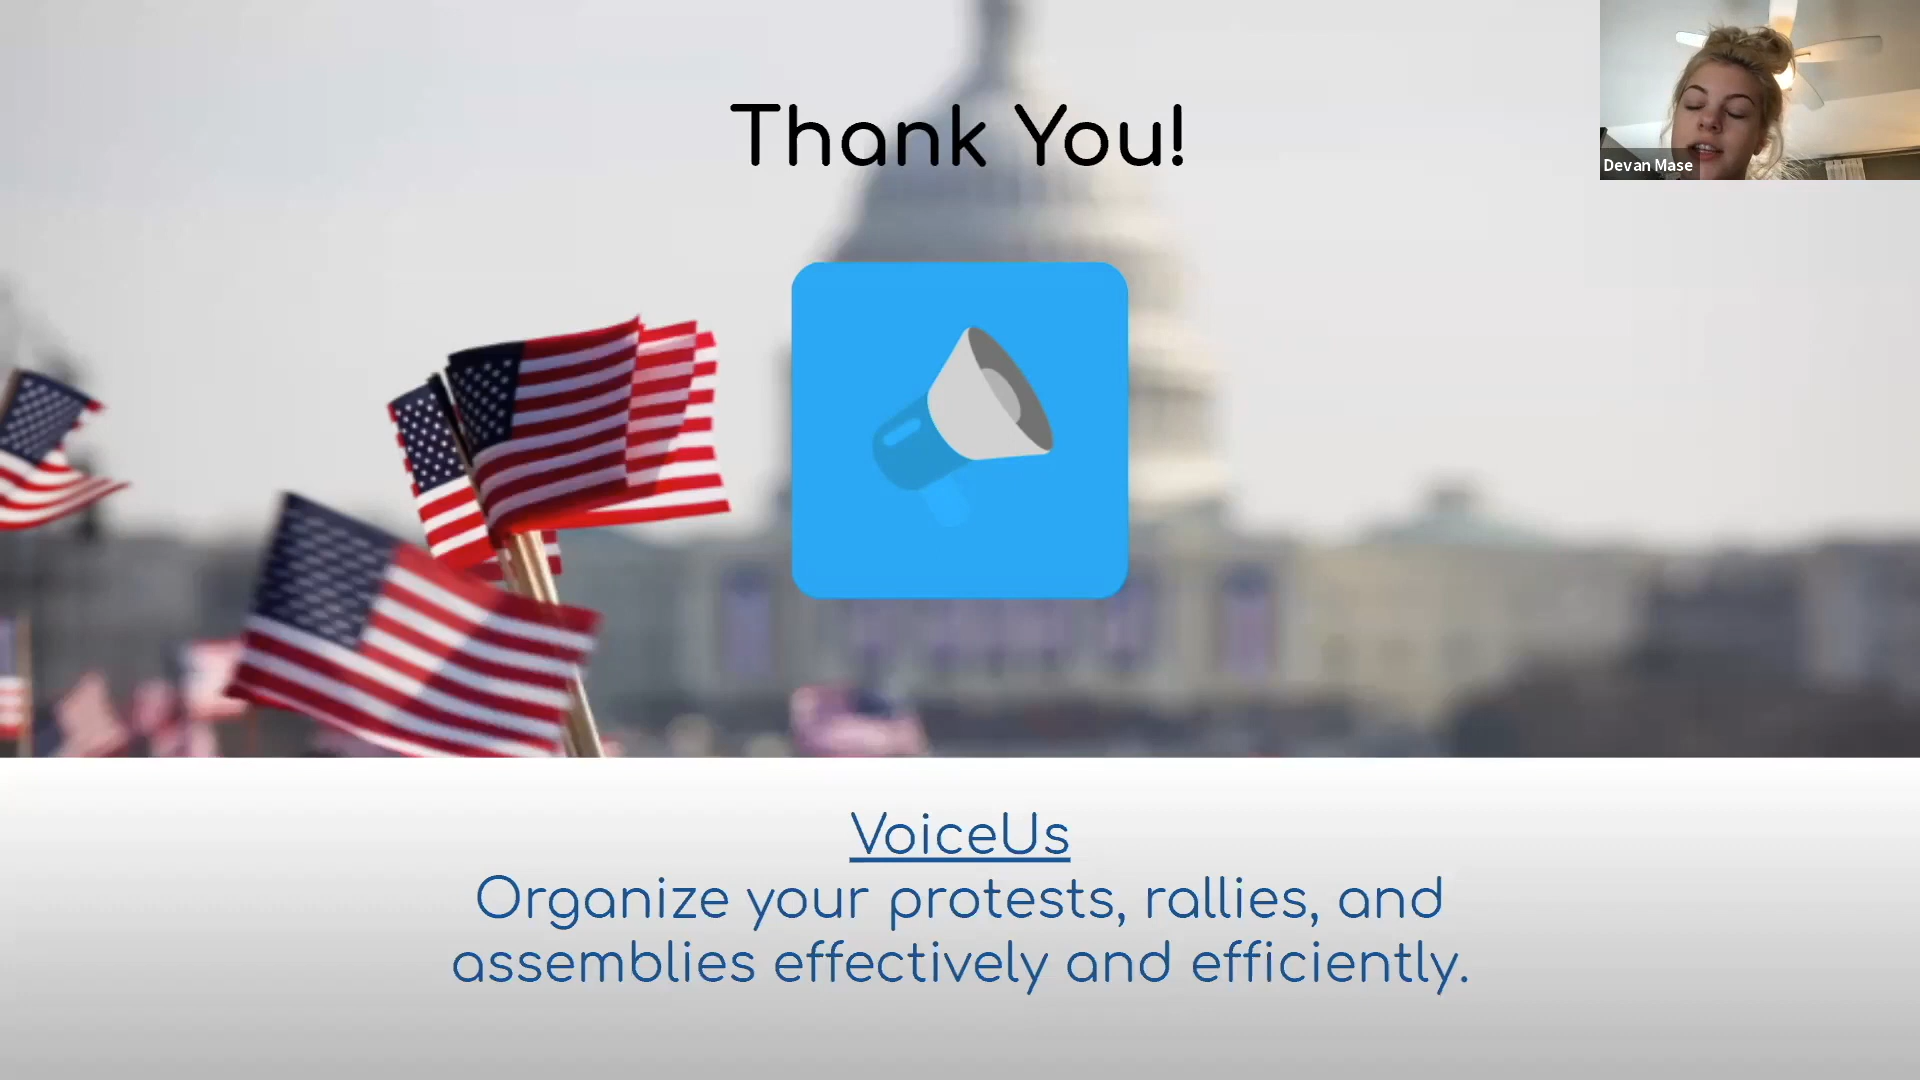 Thank You!
Devan Mase
VoiceUs
Organize your protests, rallies, and
assemblies effectively and efficiently.